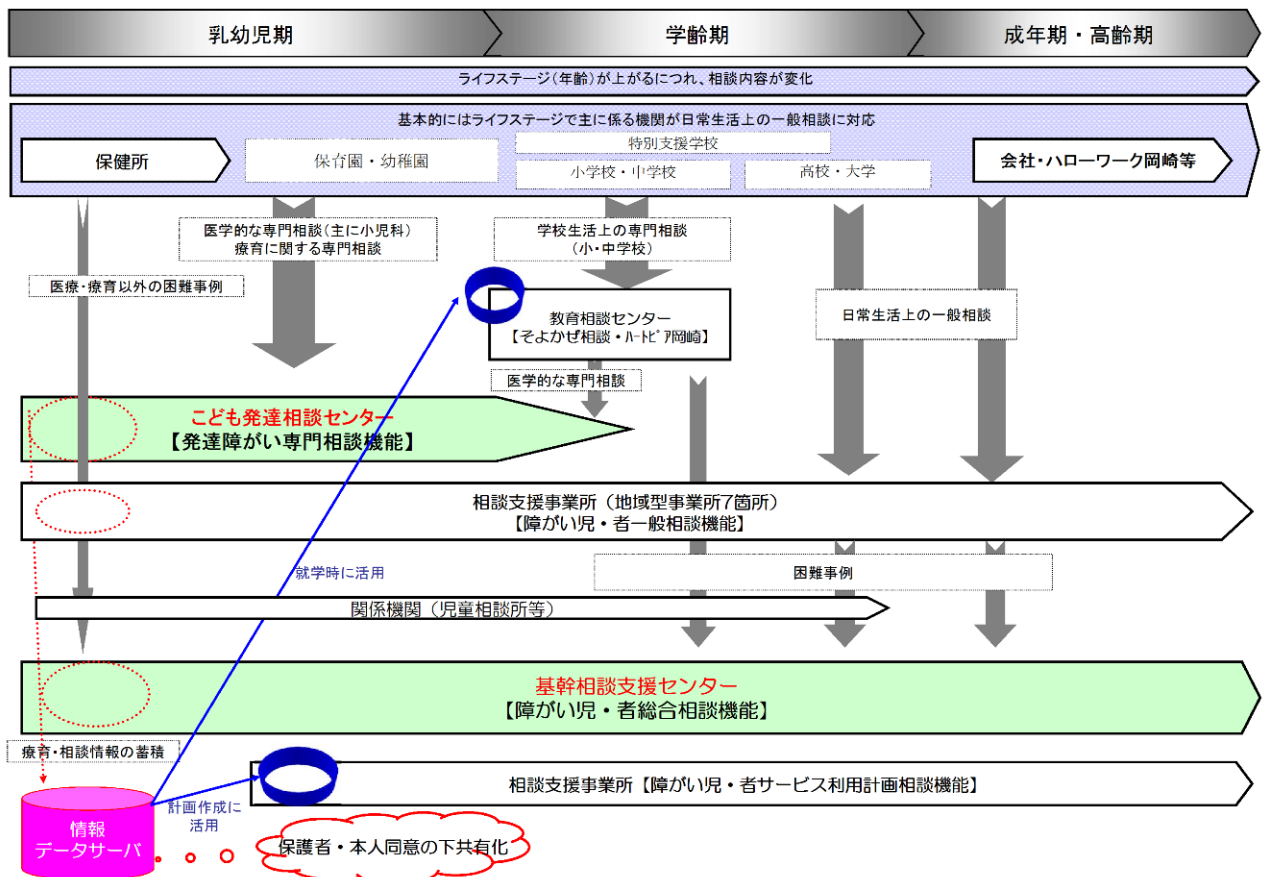 乳幼児期
学齢期
成年期・高齢期
ライフステージ（年齢）が上がるにつれ、相談内容が変化
基本的にはライフステージで主に係る機関が日常生活上の一般相談に対応
保健所
保育園・幼稚園
特別支援学校
小学校・中学校
高校・大学
会社・ハローワーク岡崎等
医学的な専門相談（主に小児科）
療育に関する専門相談
学校生活上の専門相談
（小・中学校）
医療・療育以外の困難事例
日常生活上の一般相談
教育相談センター
【そよかぜ相談・ﾊｰﾄﾋﾟｱ岡崎】
医学的な専門相談
こども発達相談センター
【発達障がい専門相談機能】
相談支援事業所（地域型事業所7箇所）
【障がい児・者一般相談機能】
就学時に活用
困難事例
関係機関（児童相談所等）
基幹相談支援センター
【障がい児・者総合相談機能】
療育・相談情報の蓄積
相談支援事業所【障がい児・者サービス利用計画相談機能】
計画作成に
活用
情報
データサーバ
保護者・本人同意の下共有化